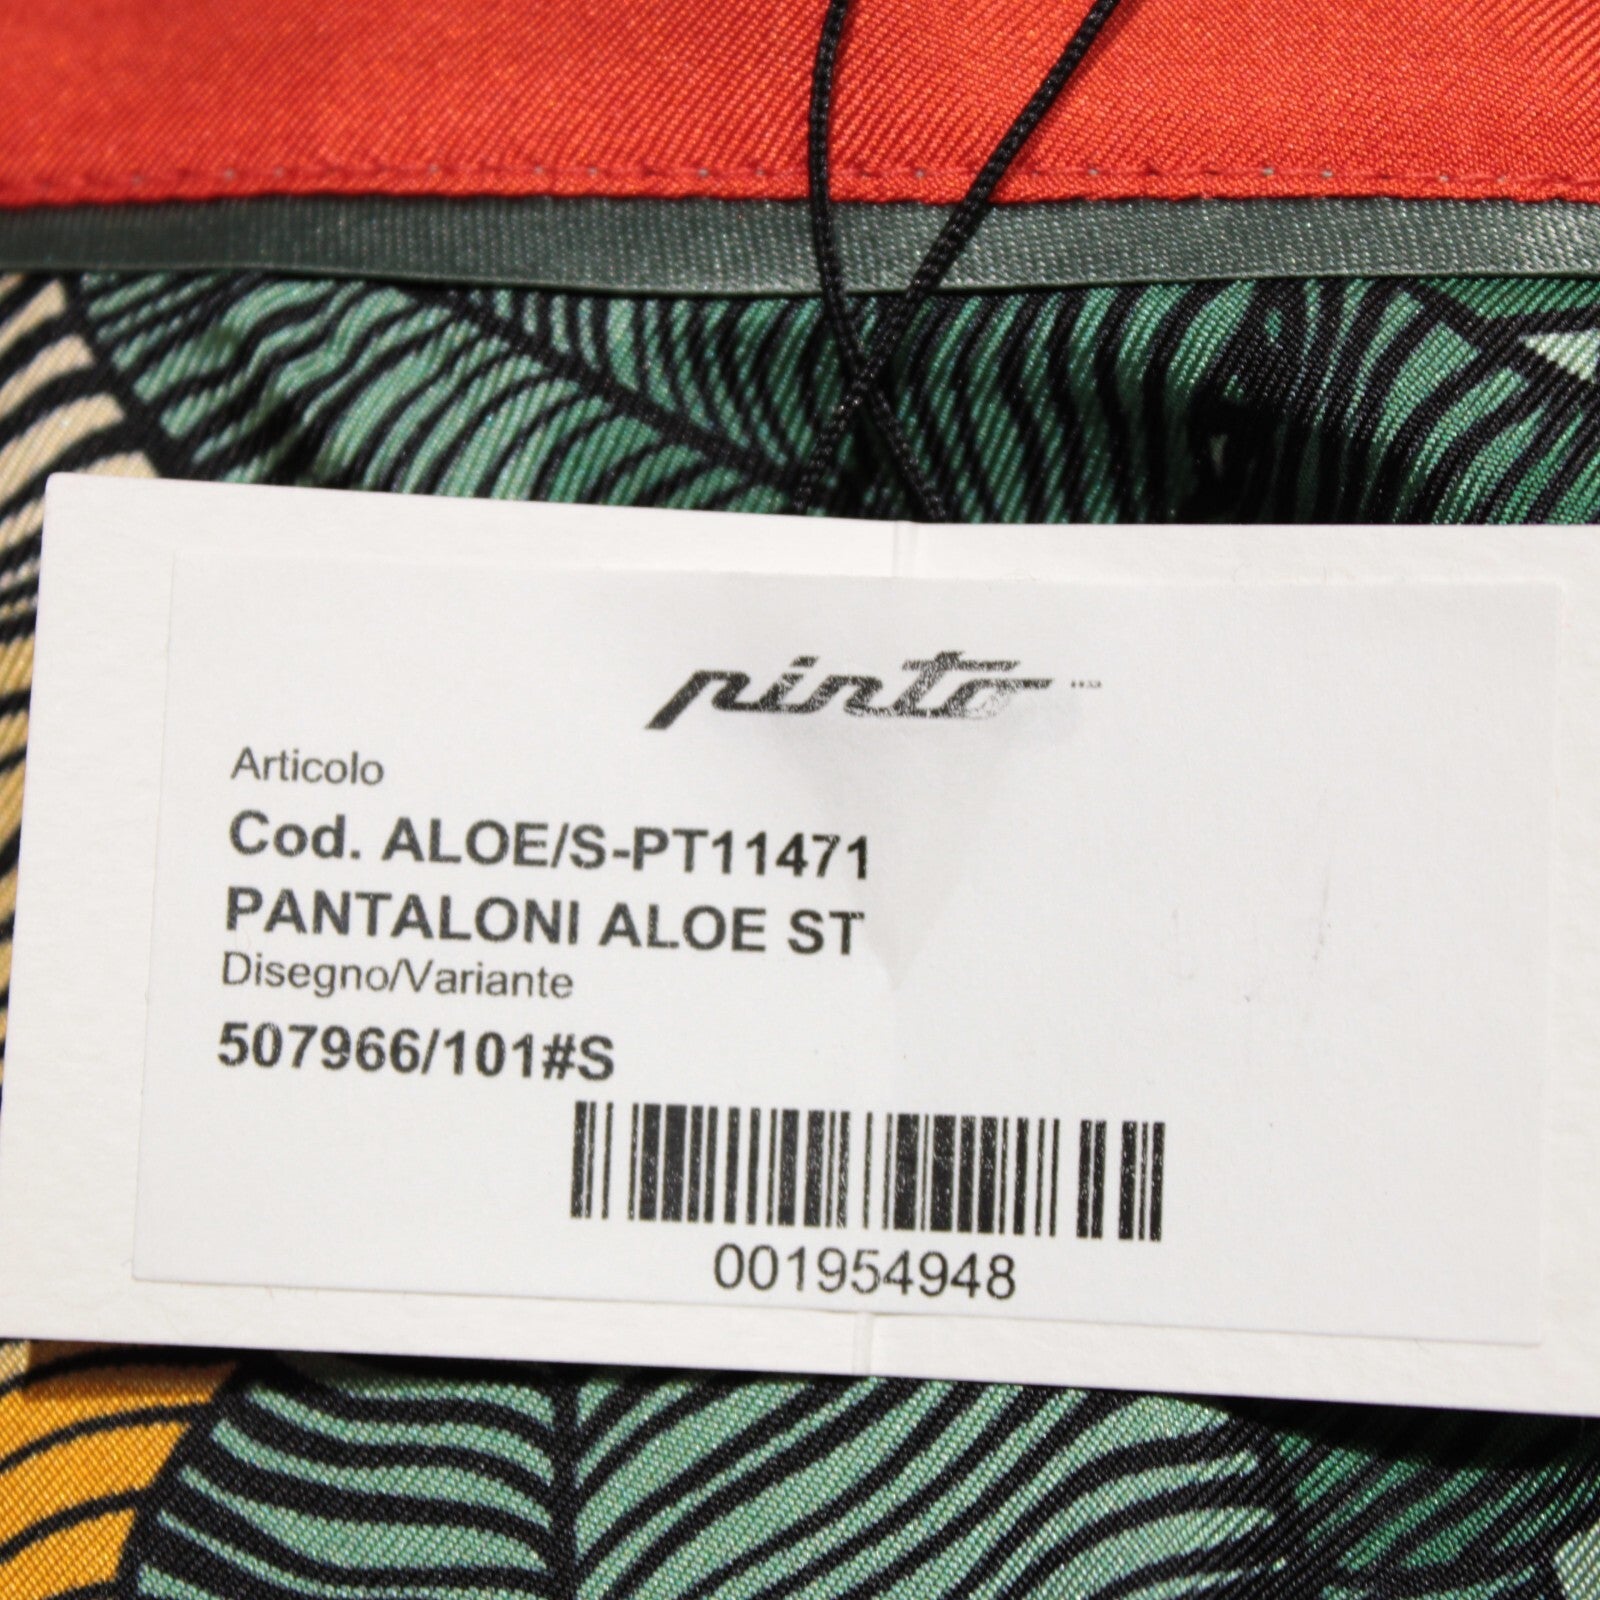 pinto
Articolo
Cod. ALOE/S-PT11471
PANTALONI ALOE ST
Disegno/Variante
507966/101#S
001954948